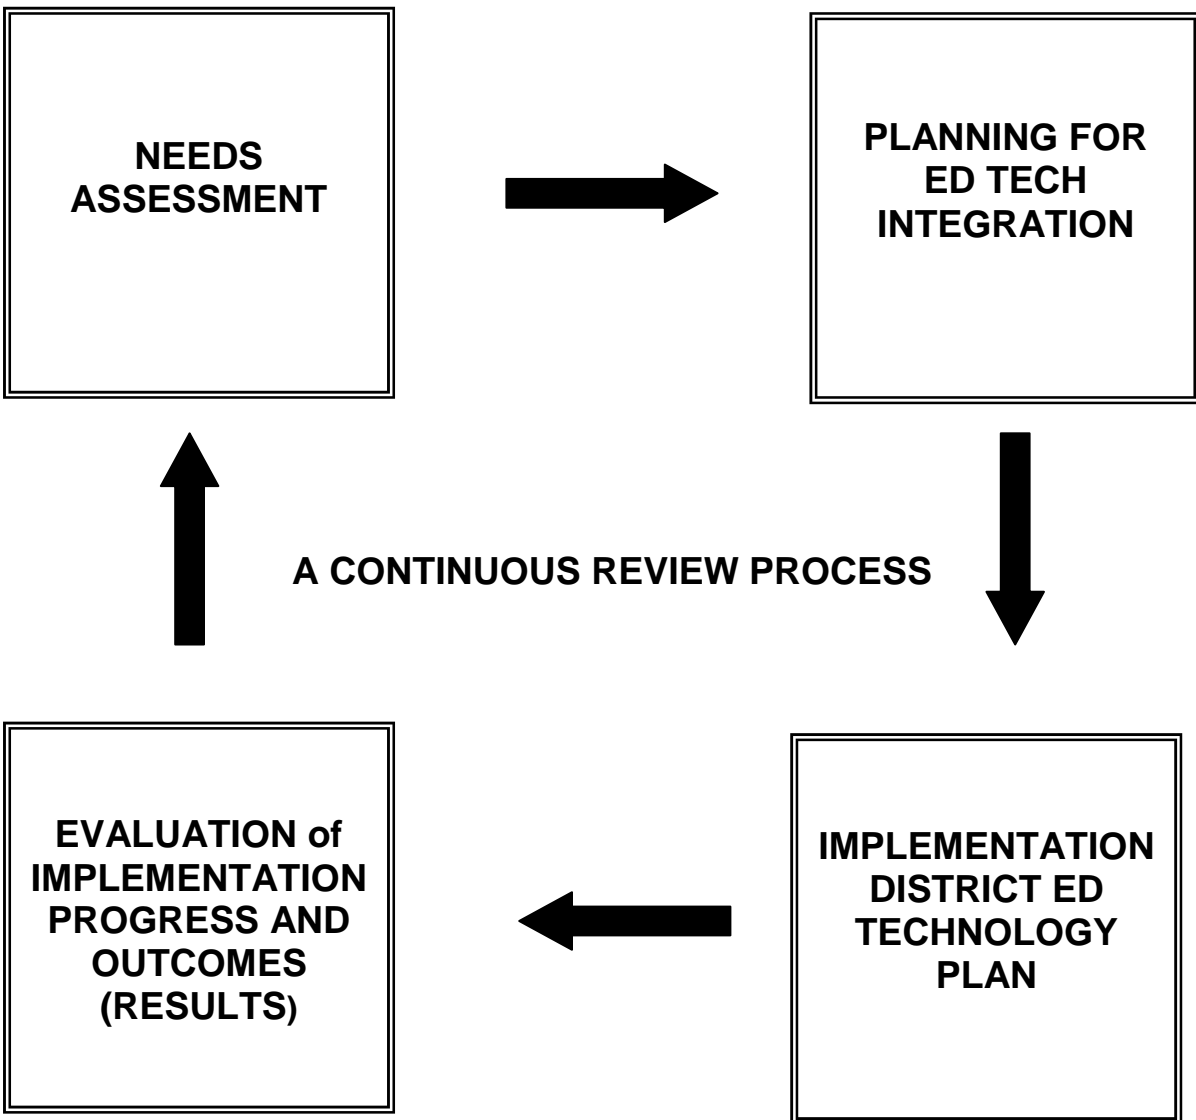 NEEDS
ASSESSMENT
PLANNING FOR
ED TECH
INTEGRATION
A CONTINUOUS REVIEW PROCESS
EVALUATION of
IMPLEMENTATION
PROGRESS AND
OUTCOMES
(RESULTS)
IMPLEMENTATION
DISTRICT ED
TECHNOLOGY
PLAN